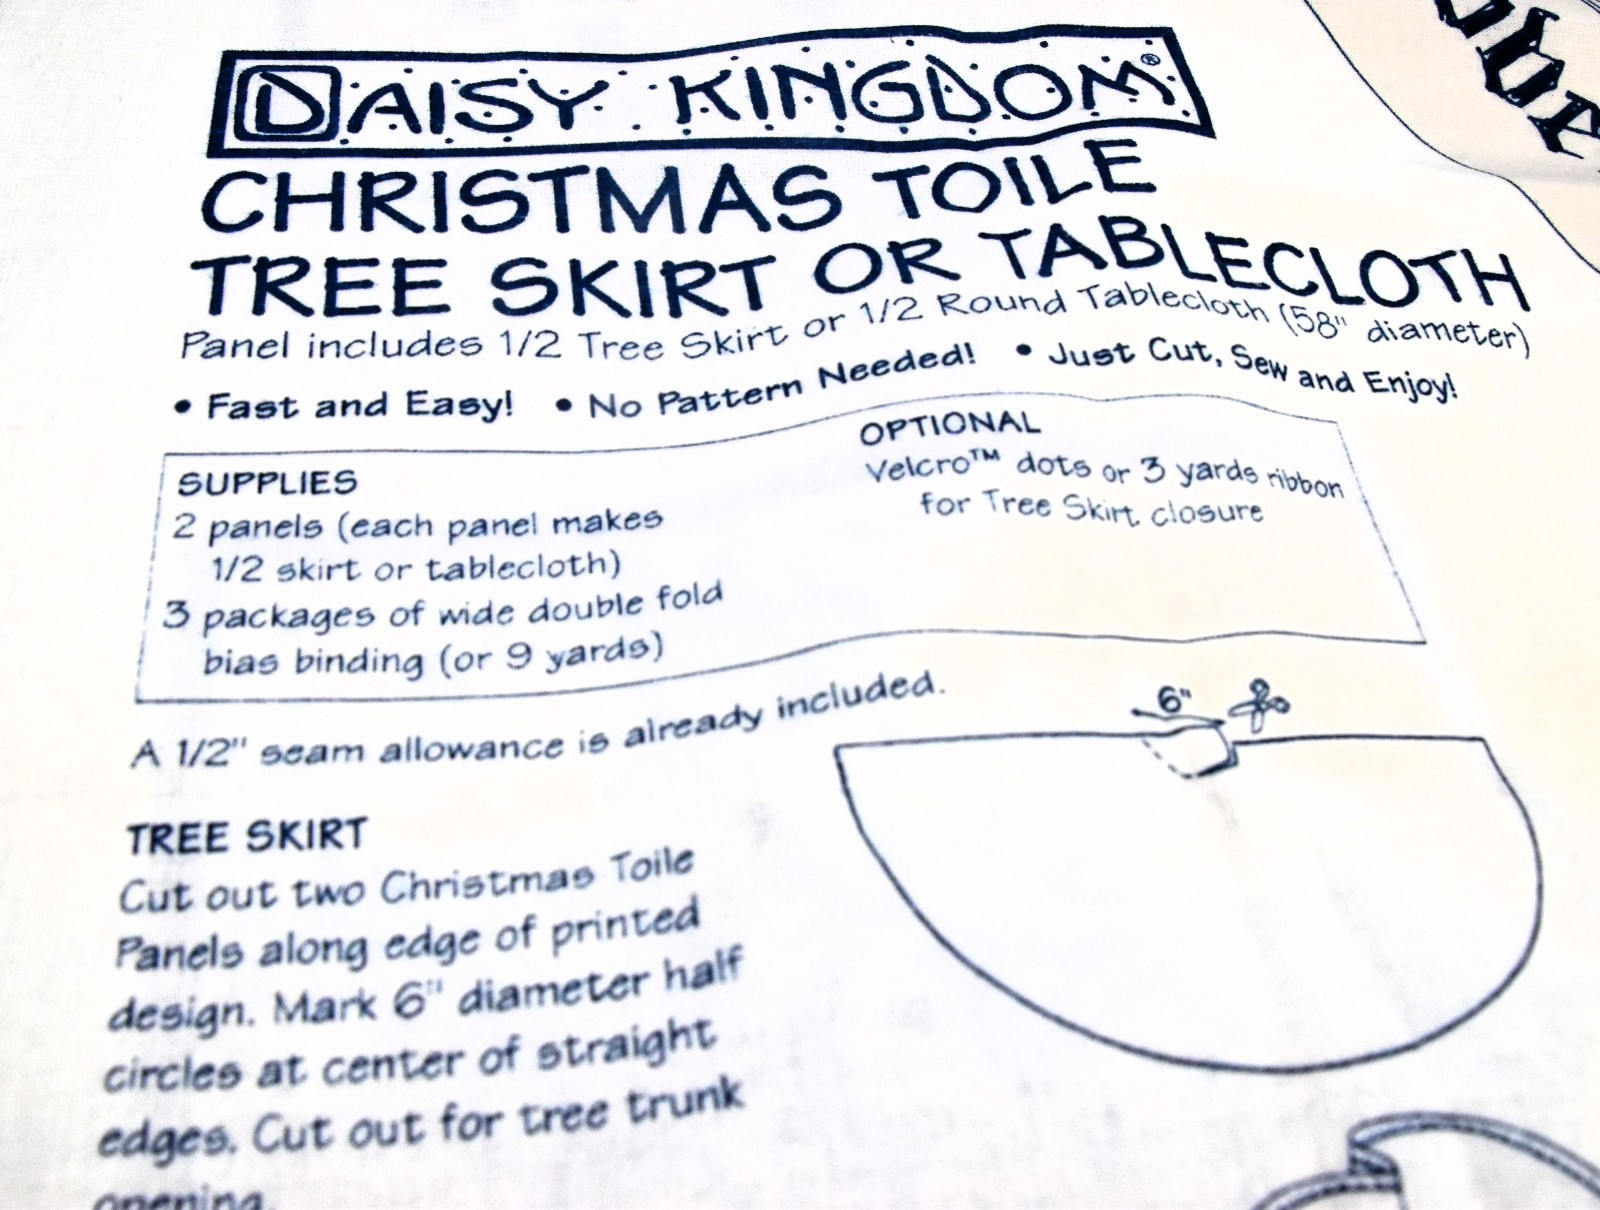 DAISY KINGDOM®
CHRISTMAS TOILE
TREE SKIRT OR TABLECLOTH
Panel includes 1/2 Tree Skirt or 1/2 Round Tablecloth (58" diameter)
• Fast and Easy! • No Pattern Needed! • Just Cut, Sew and Enjoy!
SUPPLIES
2 panels (each panel makes
1/2 skirt or tablecloth)
3 packages of wide double fold
bias binding (or 9 yards)
OPTIONAL
Velcro™ dots or 3 yards ribbon
for Tree Skirt closure
A 1/2" seam allowance is already included.
6"
TREE SKIRT
Cut out two Christmas Toile
Panels along edge of printed
design. Mark 6" diameter half
circles at center of straight
edges. Cut out for tree trunk
opening.